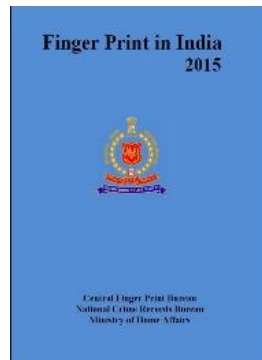 Finger Print in India
2015
Central Finger Print Bureau
National Crime Records Bureau
Ministry of Home Affairs